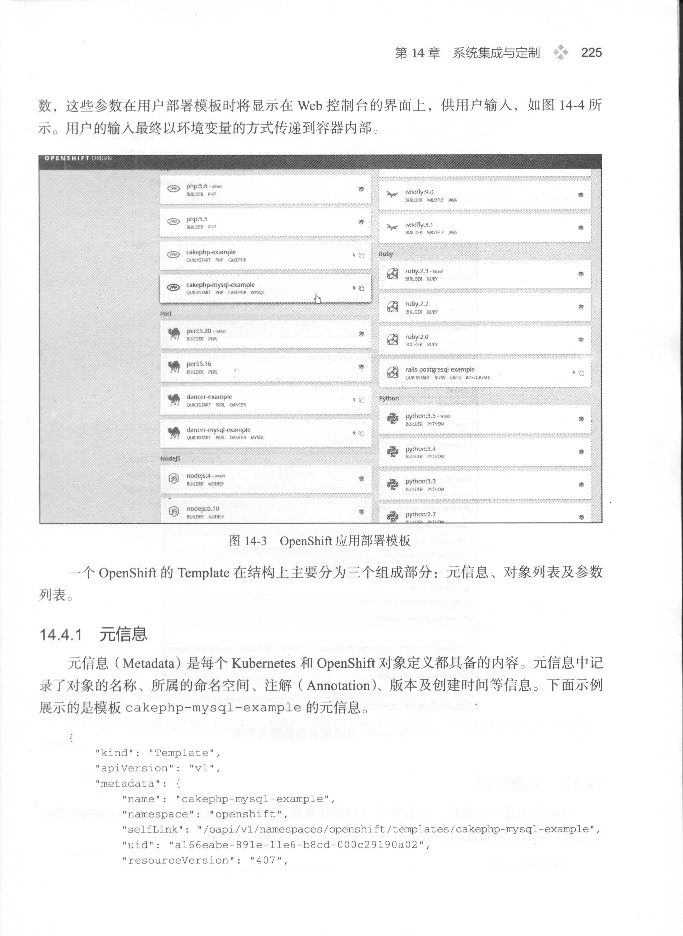 第 14 章 系统集成与定制 225
数，这些参数在用户部署模板时将显示在 Web 控制台的界面上，供用户输入，如图 14-4 所
示。用户的输入最终以环境变量的方式传递到容器内部。
OPENSHIFT ORIGIN
php:5.6 - latest
BUILDER PHP
php:5.5
BUILDER PHP
cakephp-example
QUICKSTART PHP CAKEPHP
cakephp-mysql-example
QUICKSTART PHP CAKEPHP MYSQL
Perl
perl:5.20 - latest
BUILDER PERL
perl:5.16
BUILDER PERL
dancer-example
QUICKSTART PERL DANCER
dancer-mysql-example
QUICKSTART PERL DANCER MYSQL
NodeJS
nodejs:4 - latest
BUILDER NODEJS
nodejs:0.10
BUILDER NODEJS
wildfly:9.0
BUILDER WILDFLY JAVA
wildfly:8.1
BUILDER WILDFLY JAVA
Ruby
ruby:2.3 - latest
BUILDER RUBY
ruby:2.2
BUILDER RUBY
ruby:2.0
BUILDER RUBY
rails-postgresql-example
QUICKSTART RUBY RAILS POSTGRESQL
Python
python:3.5 - latest
BUILDER PYTHON
python:3.4
BUILDER PYTHON
python:3.3
BUILDER PYTHON
python:2.7
BUILDER PYTHON
图 14-3 OpenShift 应用部署模板
一个 OpenShift 的 Template 在结构上主要分为三个组成部分：元信息、对象列表及参数
列表。
14.4.1 元信息
元信息（Metadata）是每个 Kubernetes 和 OpenShift 对象定义都具备的内容。元信息中记
录了对象的名称、所属的命名空间、注解（Annotation）、版本及创建时间等信息。下面示例
展示的是模板 cakephp-mysql-example 的元信息。
{
"kind": "Template",
"apiVersion": "v1",
"metadata": {
"name": "cakephp-mysql-example",
"namespace": "openshift",
"selfLink": "/oapi/v1/namespaces/openshift/templates/cakephp-mysql-example",
"uid": "a166eabe-891e-11e6-b8cd-000c29190a02",
"resourceVersion": "407",